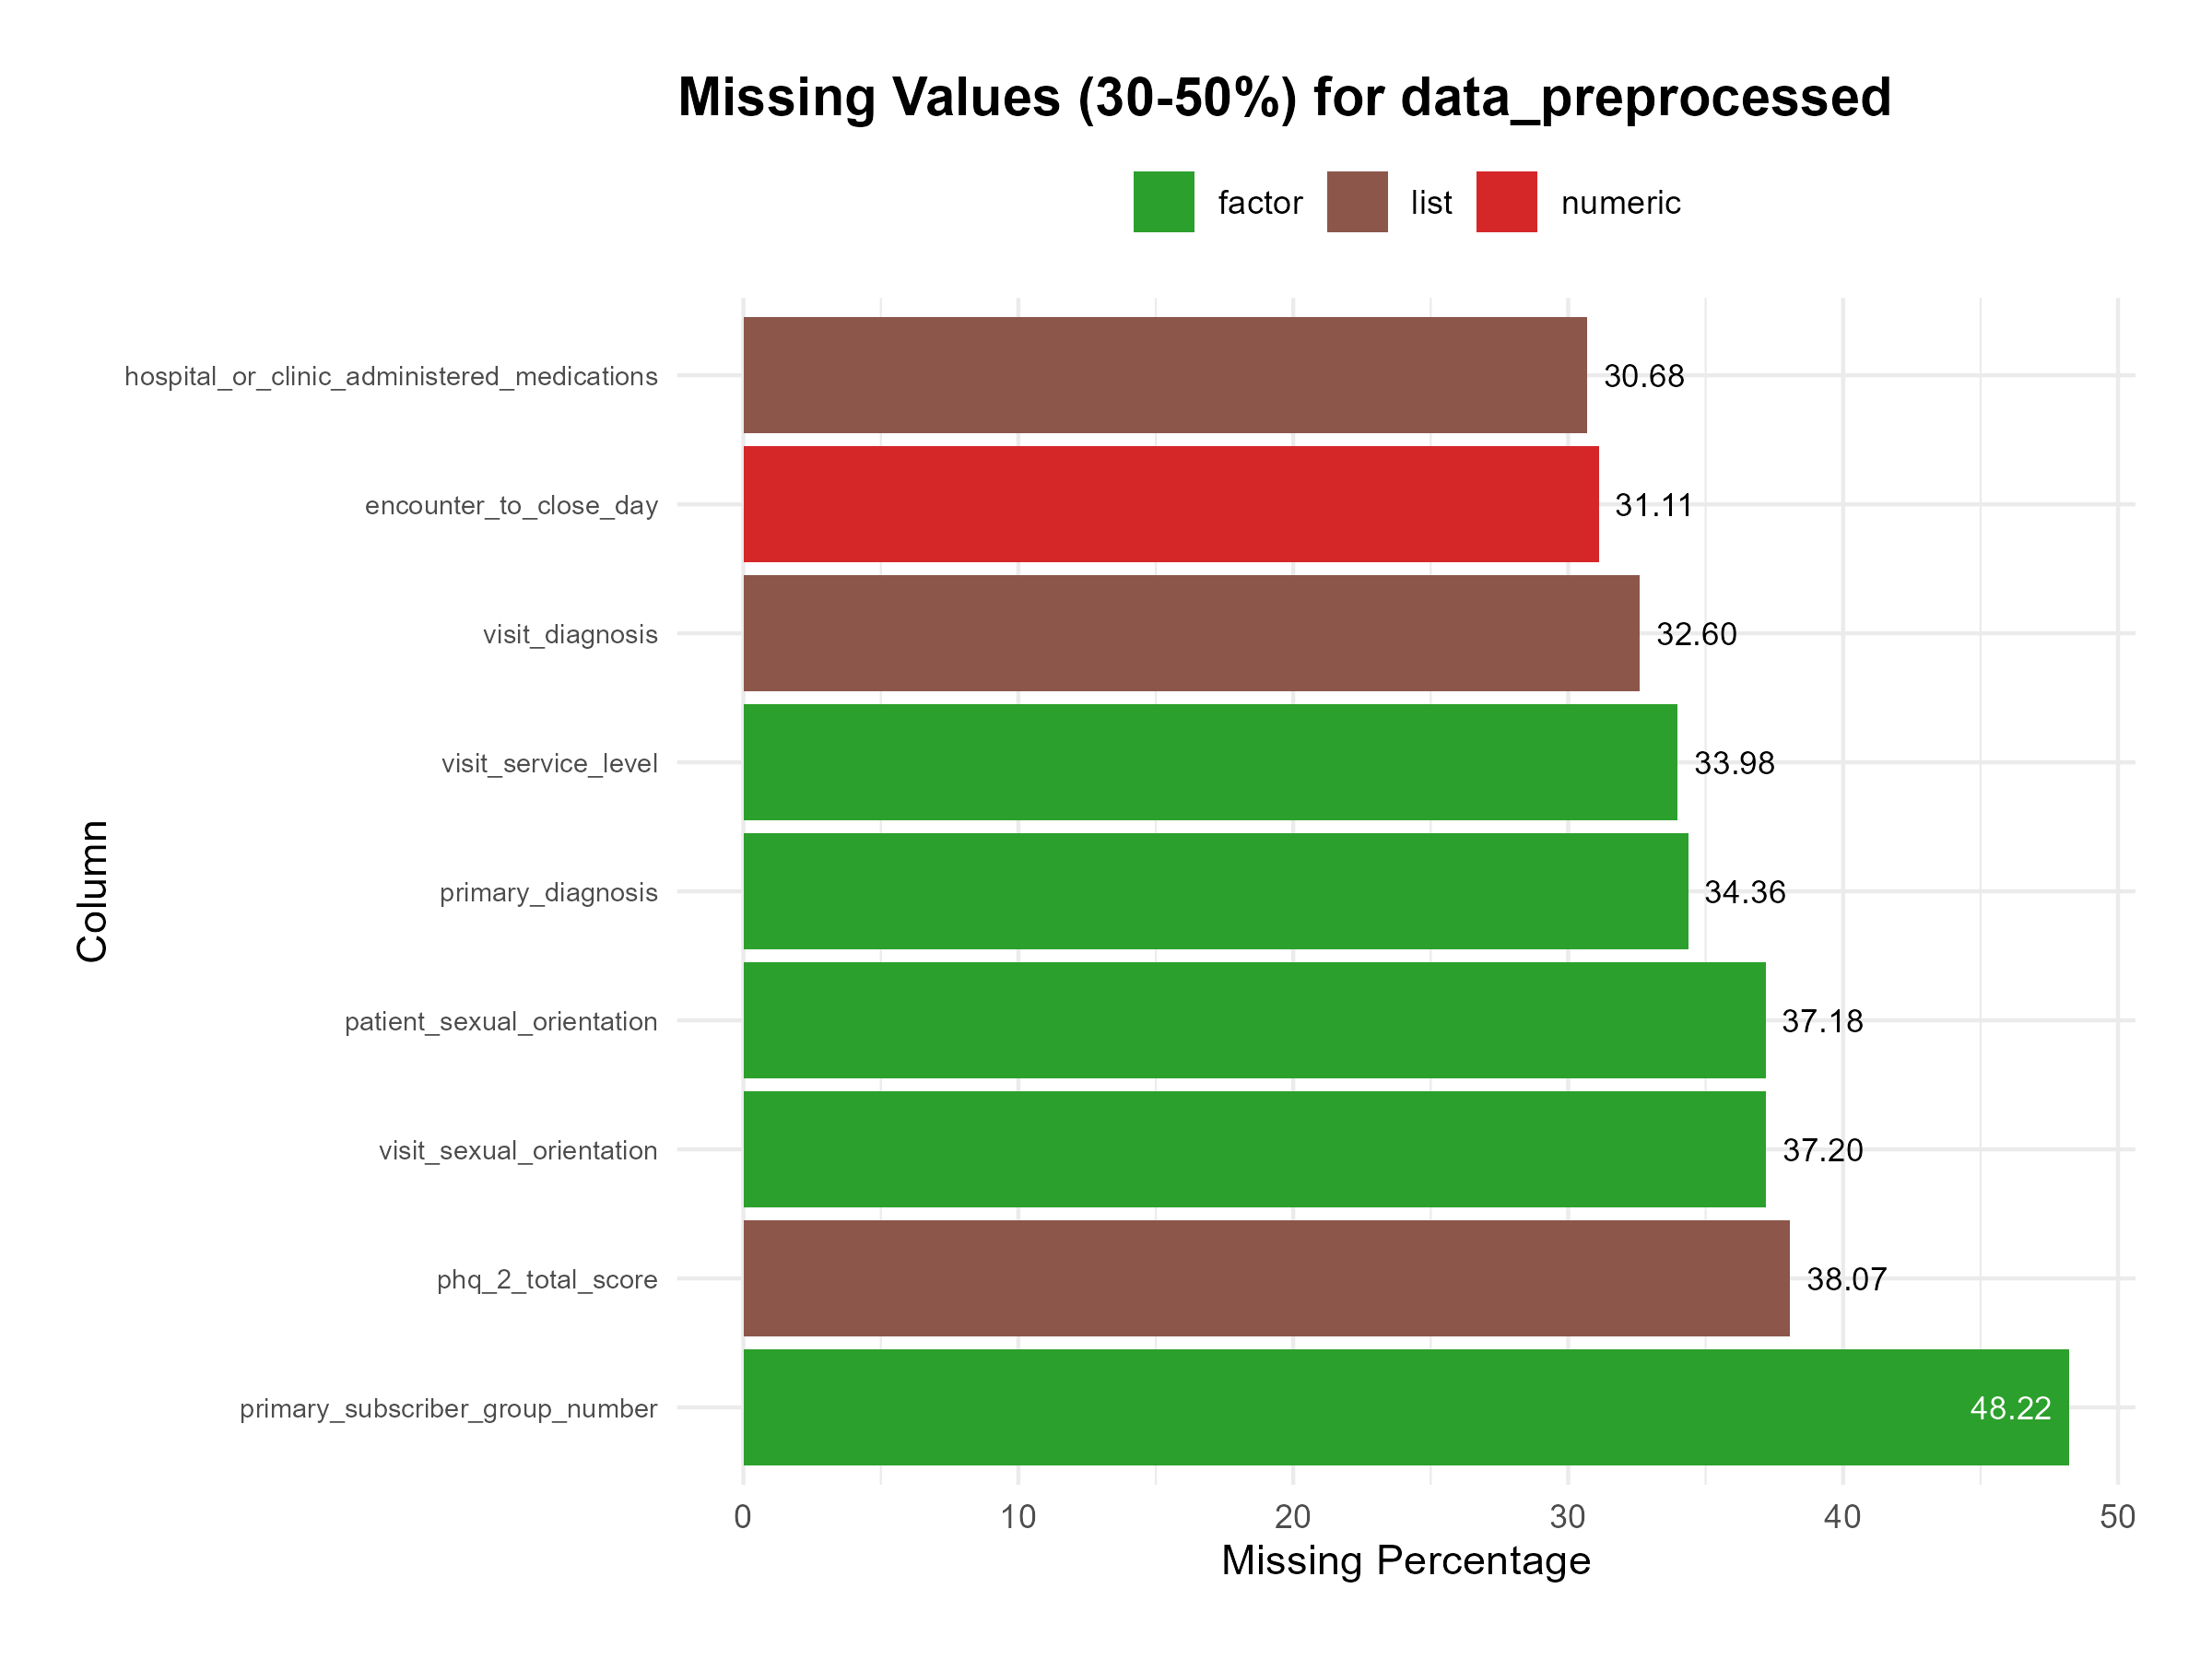 Missing Values (30-50%) for data_preprocessed
factor list numeric
hospital_or_clinic_administered_medications 30.68
encounter_to_close_day 31.11
visit_diagnosis 32.60
visit_service_level 33.98
primary_diagnosis 34.36
patient_sexual_orientation 37.18
visit_sexual_orientation 37.20
phq_2_total_score 38.07
primary_subscriber_group_number 48.22
Column
0 10 20 30 40 50
Missing Percentage